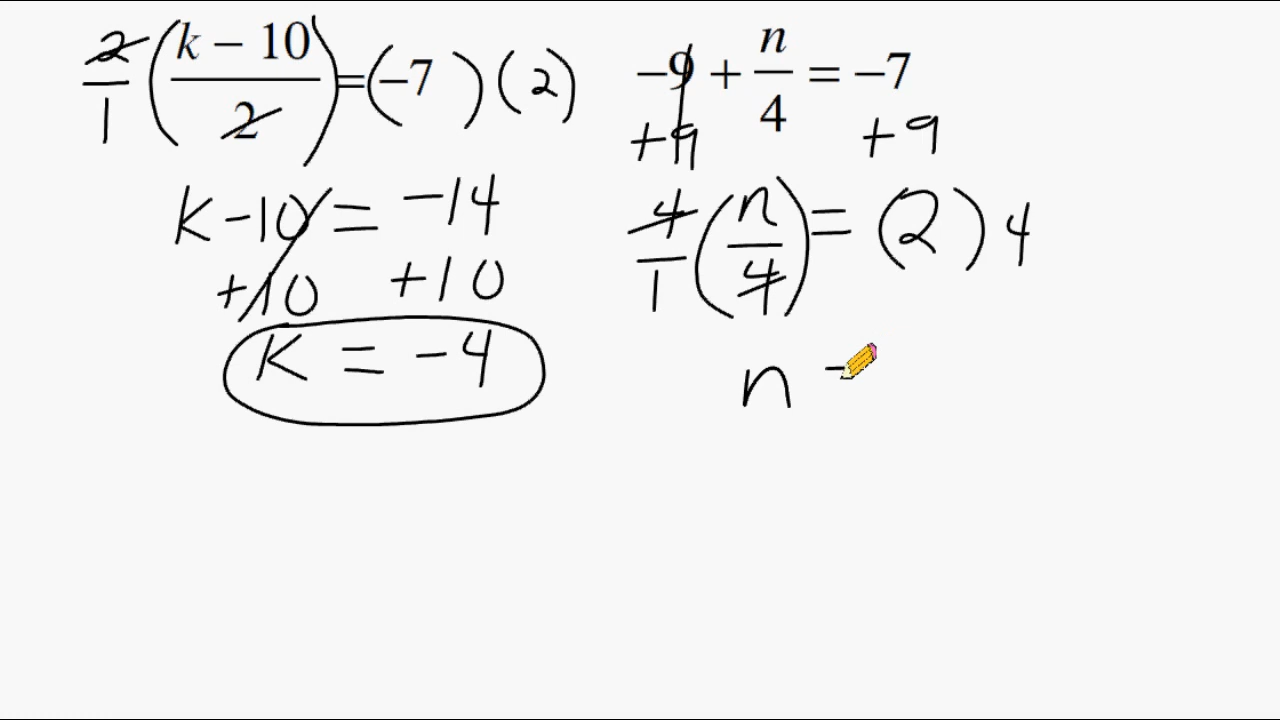 2/1 ((k − 10)/2) = (−7)(2)
k − 10 = −14
+10 +10
k = −4
−9 + n/4 = −7
+9 +9
4/1 (n/4) = (2)4
n −